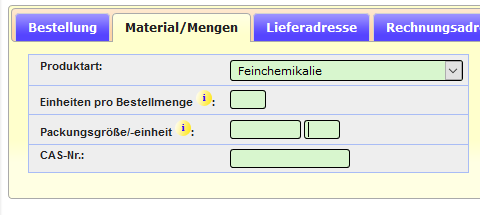 Bestellung Material/Mengen Lieferadresse Rechnungsadr
Produktart: Feinchemikalie
Einheiten pro Bestellmenge i :
Packungsgröße/-einheit i :
CAS-Nr.: